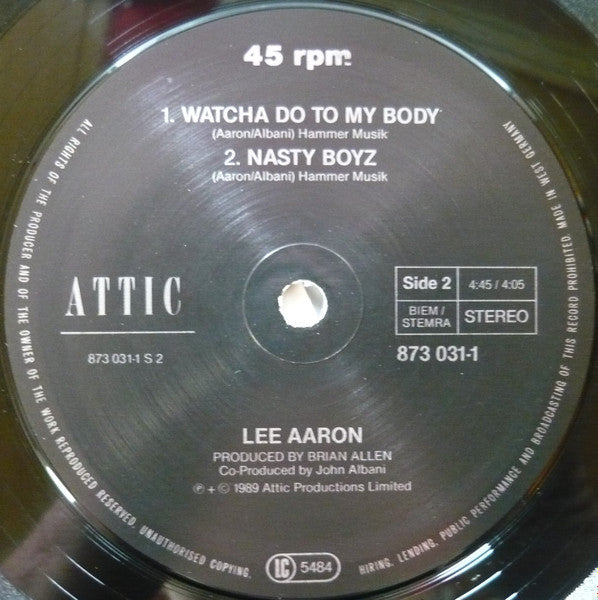 45 rpm
1. WATCHA DO TO MY BODY
(Aaron/Albani) Hammer Musik
2. NASTY BOYZ
(Aaron/Albani) Hammer Musik
ATTIC
873 031-1 S 2
Side 2
4:45 / 4:05
BIEM /
STEMRA
STEREO
873 031-1
LEE AARON
PRODUCED BY BRIAN ALLEN
Co-Produced by John Albani
℗ + © 1989 Attic Productions Limited
LC 5484
ALL RIGHTS OF THE PRODUCER AND OF THE OWNER OF THE WORK REPRODUCED RESERVED. UNAUTHORISED COPYING, HIRING, LENDING, PUBLIC PERFORMANCE AND BROADCASTING OF THIS RECORD PROHIBITED. MADE IN WEST GERMANY